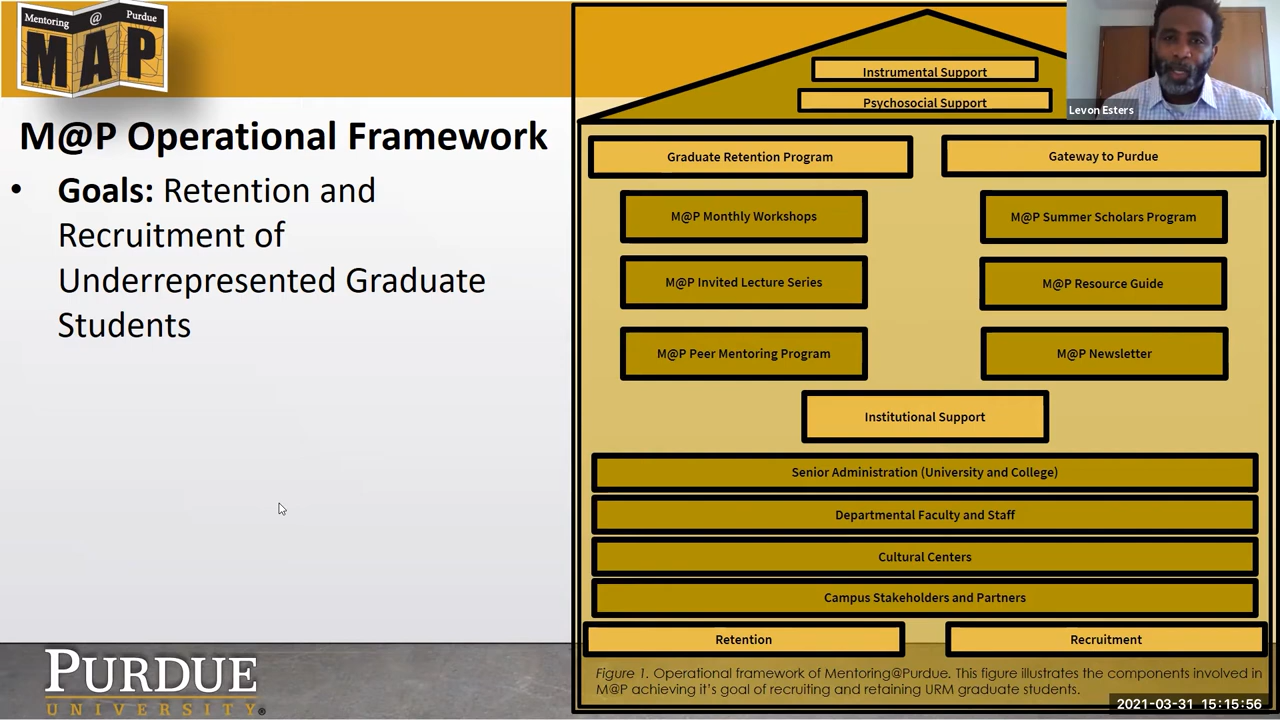 Mentoring @ Purdue
MAP
M@P Operational Framework
• Goals: Retention and
Recruitment of
Underrepresented Graduate
Students
PURDUE
UNIVERSITY®
Instrumental Support
Psychosocial Support
Levon Esters
Graduate Retention Program
Gateway to Purdue
M@P Monthly Workshops
M@P Summer Scholars Program
M@P Invited Lecture Series
M@P Resource Guide
M@P Peer Mentoring Program
M@P Newsletter
Institutional Support
Senior Administration (University and College)
Departmental Faculty and Staff
Cultural Centers
Campus Stakeholders and Partners
Retention
Recruitment
Figure 1. Operational framework of Mentoring@Purdue. This figure illustrates the components involved in
M@P achieving it's goal of recruiting and retaining URM graduate students.
2021-03-31 15:15:56